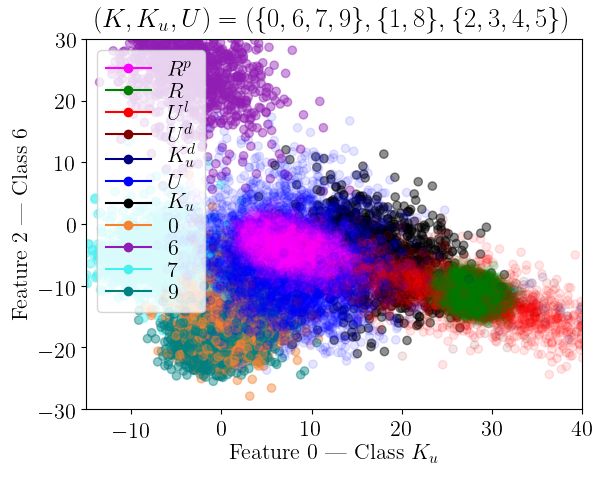 (K, K_u, U) = ({0, 6, 7, 9}, {1, 8}, {2, 3, 4, 5})
30
20
10
0
−10
−20
−30
Feature 2 — Class 6
R^p
R
U^l
U^d
K_u^d
U
K_u
0
6
7
9
−10
0
10
20
30
40
Feature 0 — Class K_u